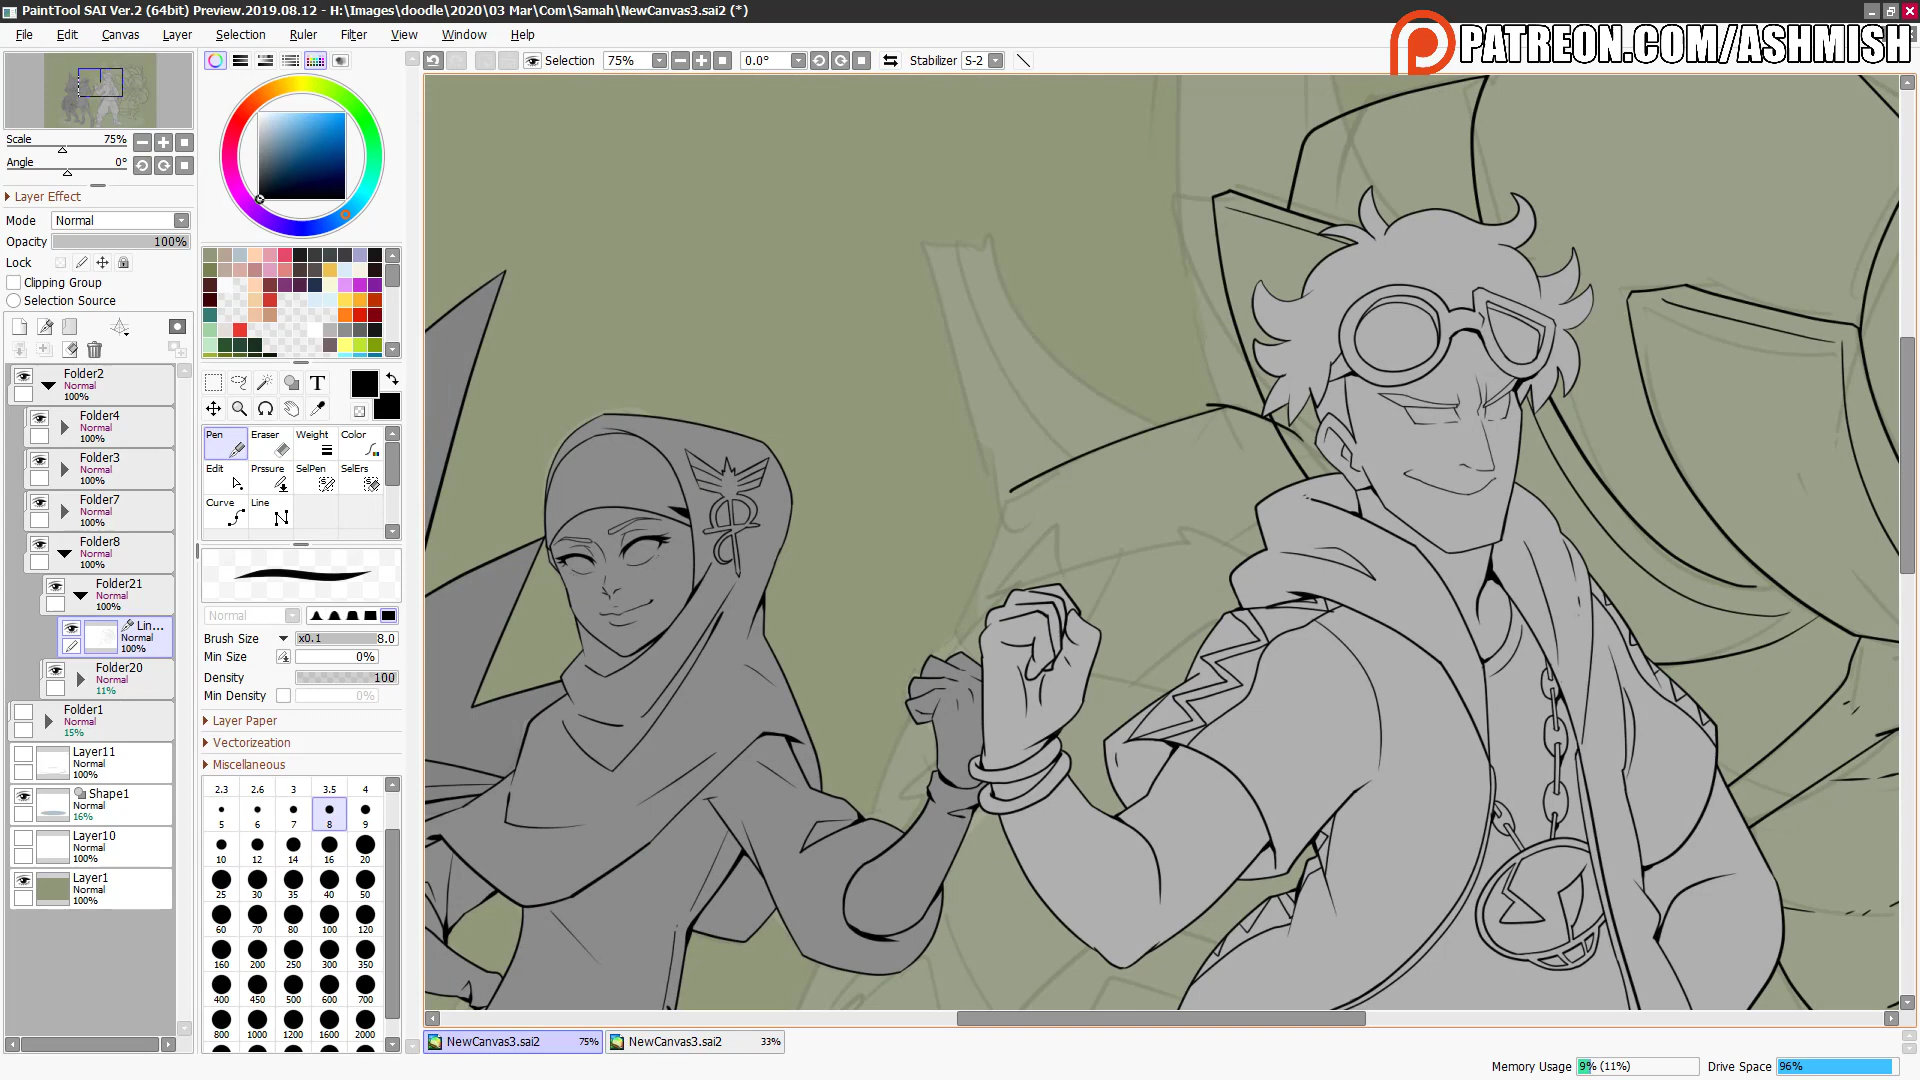 PaintTool SAI Ver.2 (64bit) Preview.2019.08.12 - H:\Images\doodle\2020\03 Mar\Com\Samah\NewCanvas3.sai2 (*)
File Edit Canvas Layer Selection Ruler Filter View Window Help
PATREON.COM/ASHMISH
Selection 75% 0.0° Stabilizer S-2
Scale 75%
Angle 0°
Layer Effect
Mode Normal
Opacity 100%
Lock
Clipping Group
Selection Source
Folder2
Normal
100%
Folder4
Normal
100%
Folder3
Normal
100%
Folder7
Normal
100%
Folder8
Normal
100%
Folder21
Normal
100%
Lin...
Normal
100%
Folder20
Normal
11%
Folder1
Normal
15%
Layer11
Normal
100%
Shape1
Normal
16%
Layer10
Normal
100%
Layer1
Normal
100%
T
Pen Eraser Weight Color
Edit Prssure SelPen SelErs
Curve Line
Normal
Brush Size x0.1 8.0
Min Size 0%
Density 100
Min Density 0%
Layer Paper
Vectorizeation
Miscellaneous
2.3 2.6 3 3.5 4
5 6 7 8 9
10 12 14 16 20
25 30 35 40 50
60 70 80 100 120
160 200 250 300 350
400 450 500 600 700
800 1000 1200 1600 2000
NewCanvas3.sai2 75% NewCanvas3.sai2 33%
Memory Usage 9% (11%) Drive Space 96%